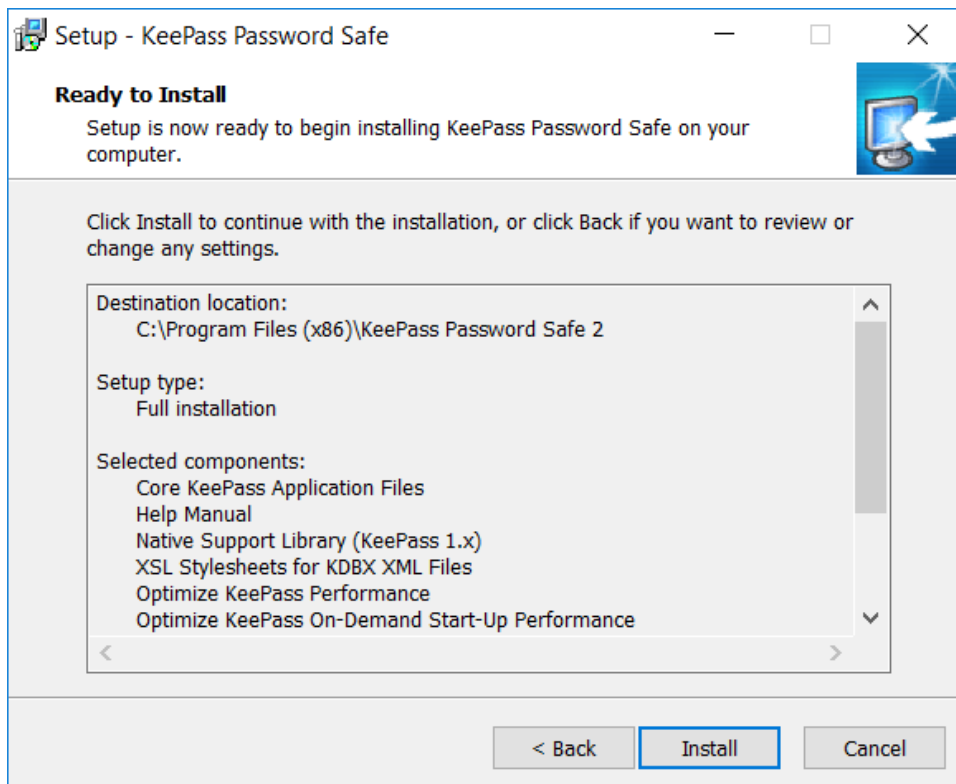 Setup - KeePass Password Safe
Ready to Install
Setup is now ready to begin installing KeePass Password Safe on your
computer.
Click Install to continue with the installation, or click Back if you want to review or
change any settings.
Destination location:
C:\Program Files (x86)\KeePass Password Safe 2
Setup type:
Full installation
Selected components:
Core KeePass Application Files
Help Manual
Native Support Library (KeePass 1.x)
XSL Stylesheets for KDBX XML Files
Optimize KeePass Performance
Optimize KeePass On-Demand Start-Up Performance
< Back
Install
Cancel